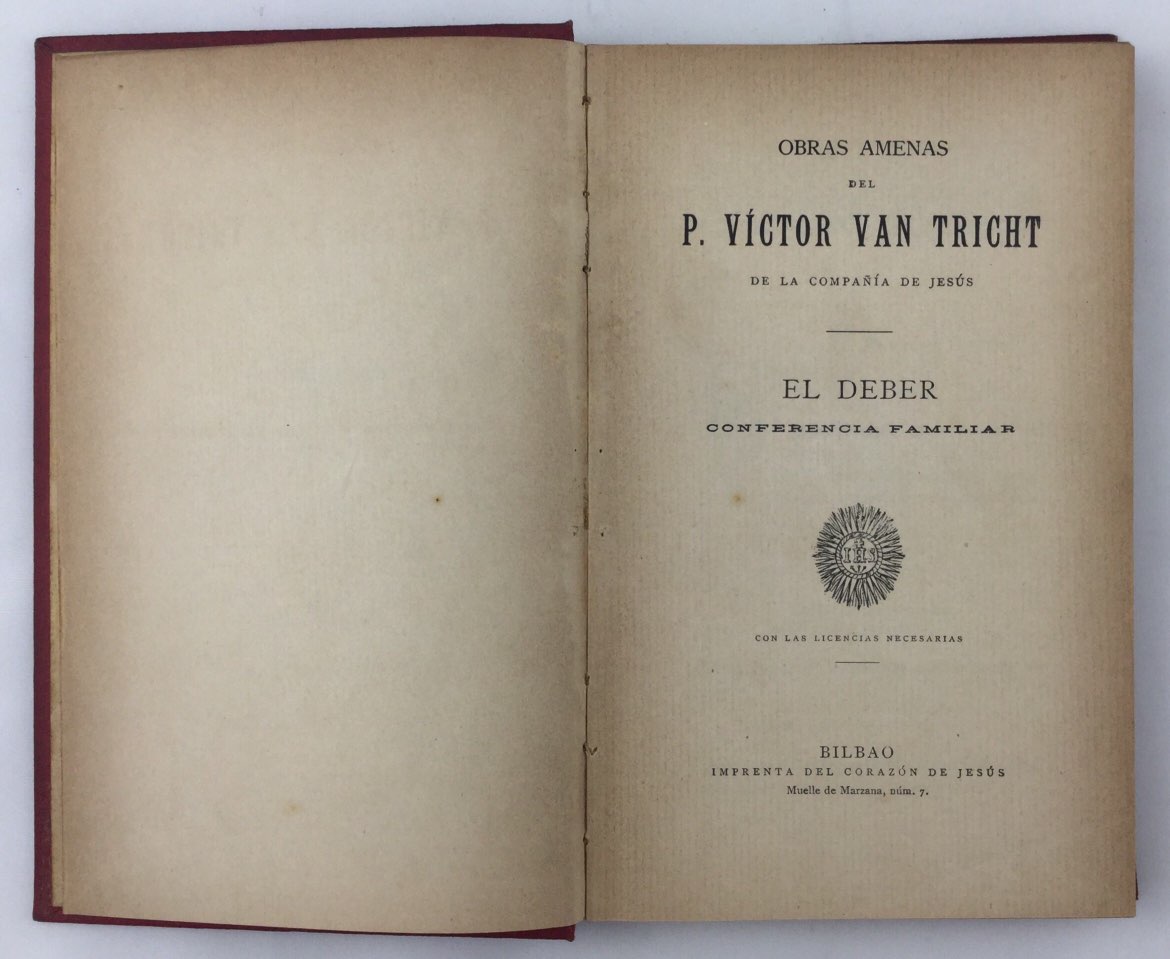 OBRAS AMENAS
DEL
P. VÍCTOR VAN TRICHT
DE LA COMPAÑÍA DE JESÚS
EL DEBER
CONFERENCIA FAMILIAR
IHS
CON LAS LICENCIAS NECESARIAS
BILBAO
IMPRENTA DEL CORAZÓN DE JESÚS
Muelle de Marzana, núm. 7.